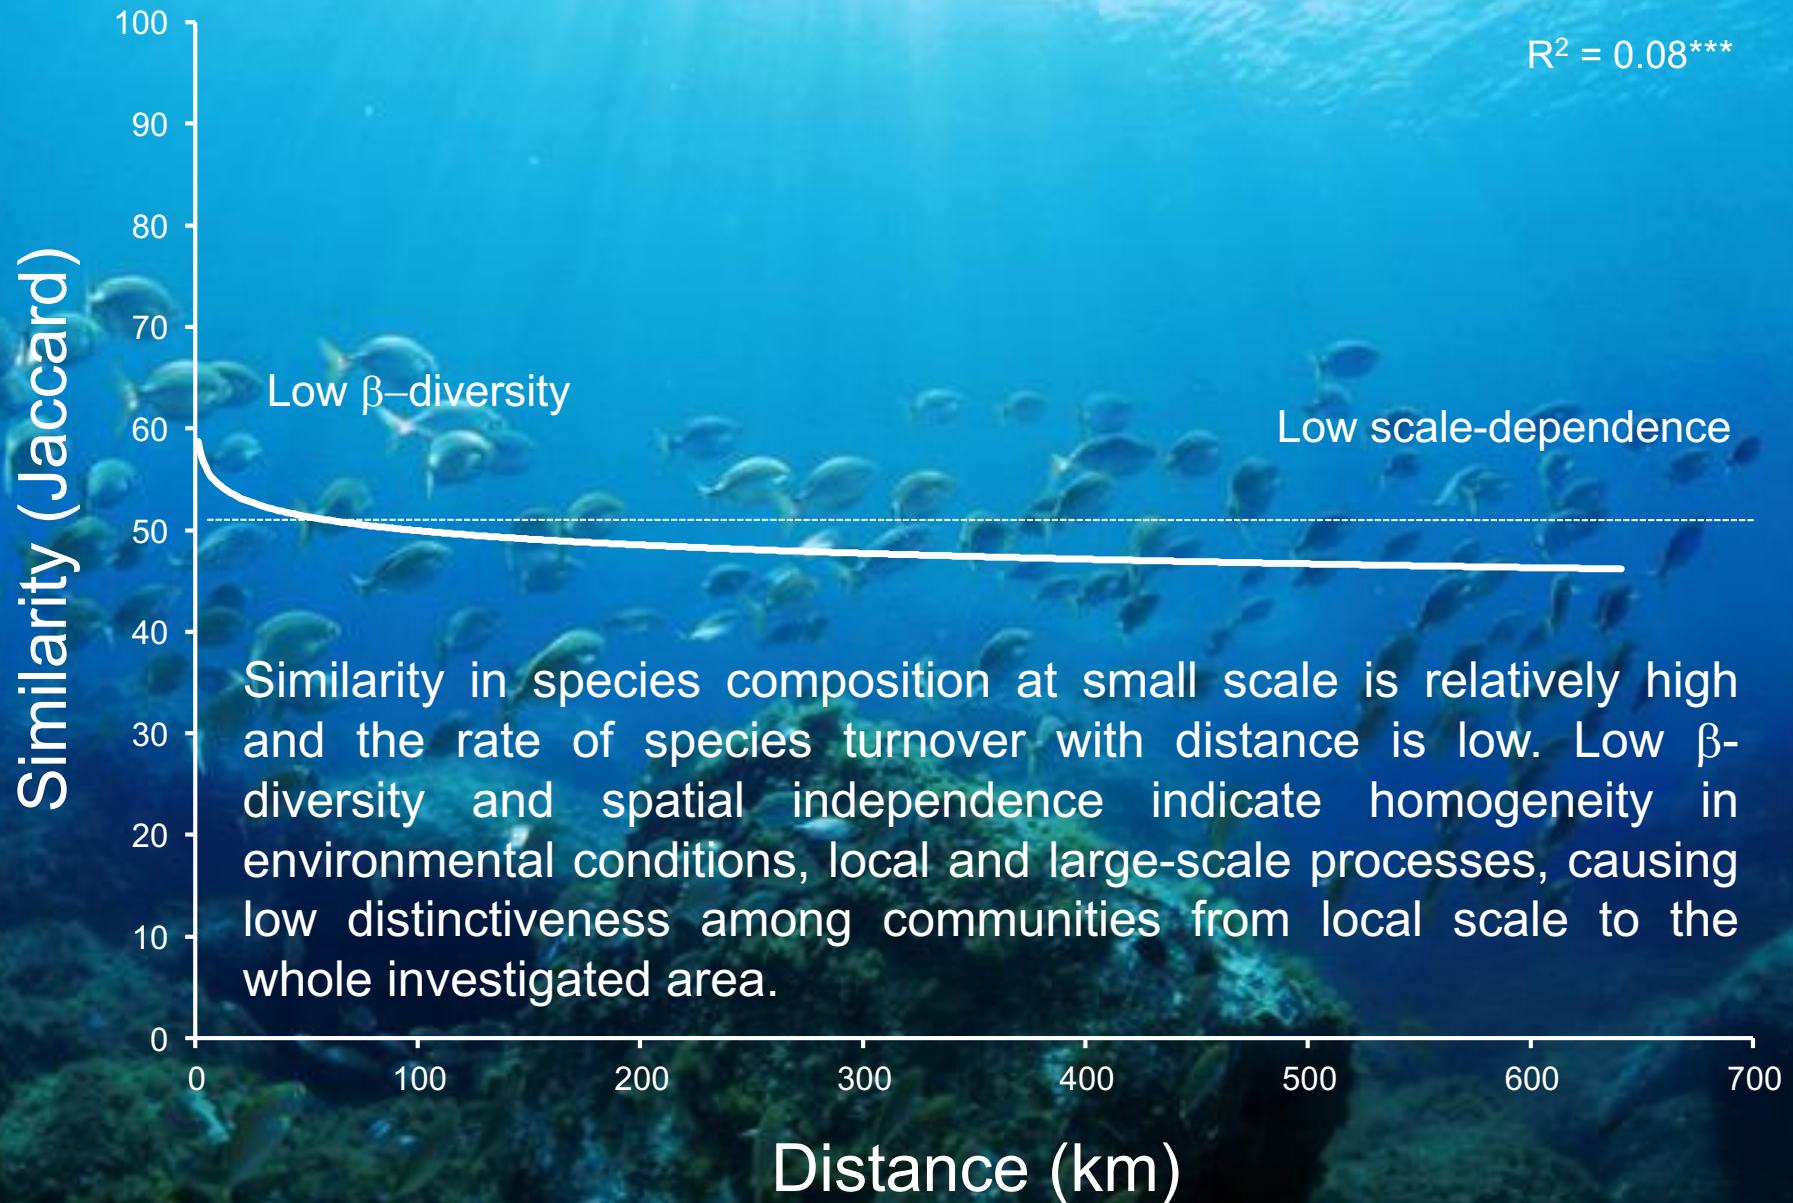 100
R² = 0.08***
90
80
70
Low β–diversity
60
Low scale-dependence
50
40
Similarity in species composition at small scale is relatively high
and the rate of species turnover with distance is low. Low β-
diversity and spatial independence indicate homogeneity in
environmental conditions, local and large-scale processes, causing
low distinctiveness among communities from local scale to the
whole investigated area.
30
20
10
0
Similarity (Jaccard)
0 100 200 300 400 500 600 700
Distance (km)